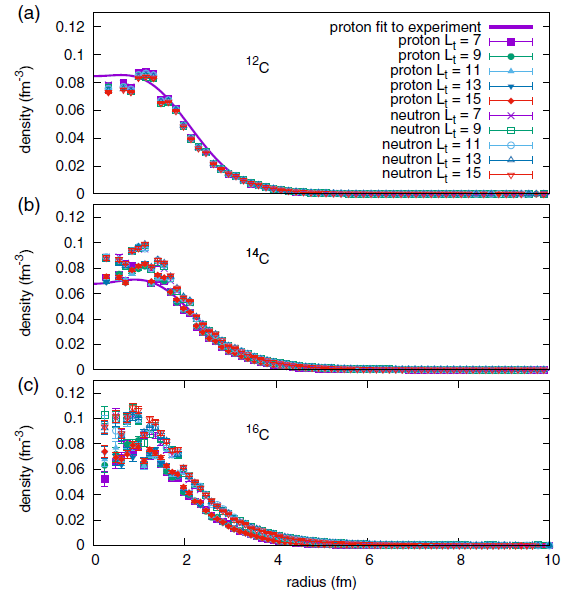 (a)
proton fit to experiment
proton Lt = 7
proton Lt = 9
proton Lt = 11
proton Lt = 13
proton Lt = 15
neutron Lt = 7
neutron Lt = 9
neutron Lt = 11
neutron Lt = 13
neutron Lt = 15
12C
density (fm-3)
0.12
0.1
0.08
0.06
0.04
0.02
0
(b)
14C
density (fm-3)
0.12
0.1
0.08
0.06
0.04
0.02
0
(c)
16C
density (fm-3)
0.12
0.1
0.08
0.06
0.04
0.02
0
0 2 4 6 8 10
radius (fm)